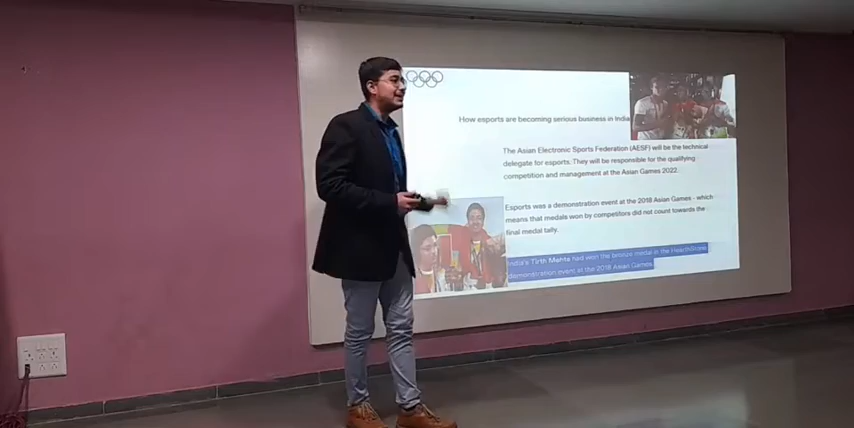 How esports are becoming serious business in India
The Asian Electronic Sports Federation (AESF) will be the technical
delegate for esports. They will be responsible for the qualifying
competition and management at the Asian Games 2022.
Esports was a demonstration event at the 2018 Asian Games - which
means that medals won by competitors did not count towards the
final medal tally.
India's Tirth Mehta had won the bronze medal in the HearthStone
demonstration event at the 2018 Asian Games.